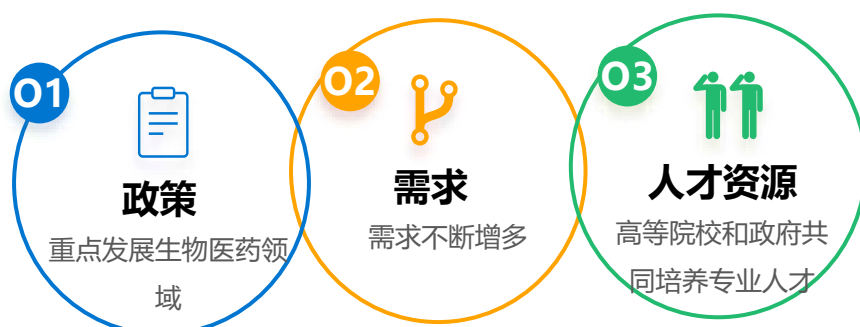 01
政策
重点发展生物医药领
域
02
需求
需求不断增多
03
人才资源
高等院校和政府共
同培养专业人才